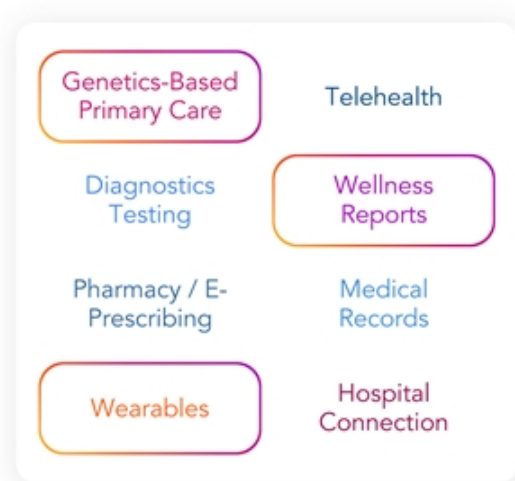 Genetics-Based
Primary Care
Telehealth
Diagnostics
Testing
Wellness
Reports
Pharmacy / E-
Prescribing
Medical
Records
Wearables
Hospital
Connection